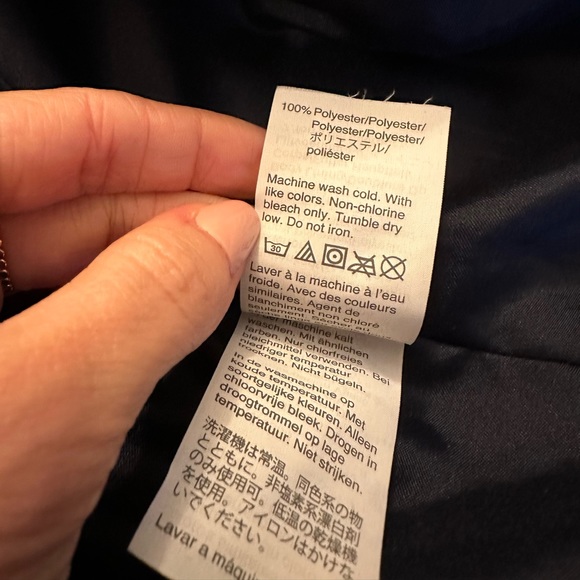 100% Polyester/Polyester/
Polyester/Polyester/
ポリエステル/
poliéster
Machine wash cold. With
like colors. Non-chlorine
bleach only. Tumble dry
low. Do not iron.
30
Laver à la machine à l'eau
froide. Avec des couleurs
similaires. Agent de
blanchiment non chloré
seulement. Sécher au
waschen. Mit ähnlichen
farben. Nur chlorfreies
bleichmittel verwenden. Bei
niedriger temperatur
trocknen. Nicht bügeln.
In de wasmachine op
koude temperatuur. Met
soortgelijke kleuren. Alleen
chloorvrije bleek. Drogen in
droogtrommel op lage
temperatuur. Niet strijken.
洗濯機は常温。同色系の物
とともに。非塩素系漂白剤
のみ使用可。低温の乾燥機
を使用。アイロンはかけな
いでください。
Lavar a máquin